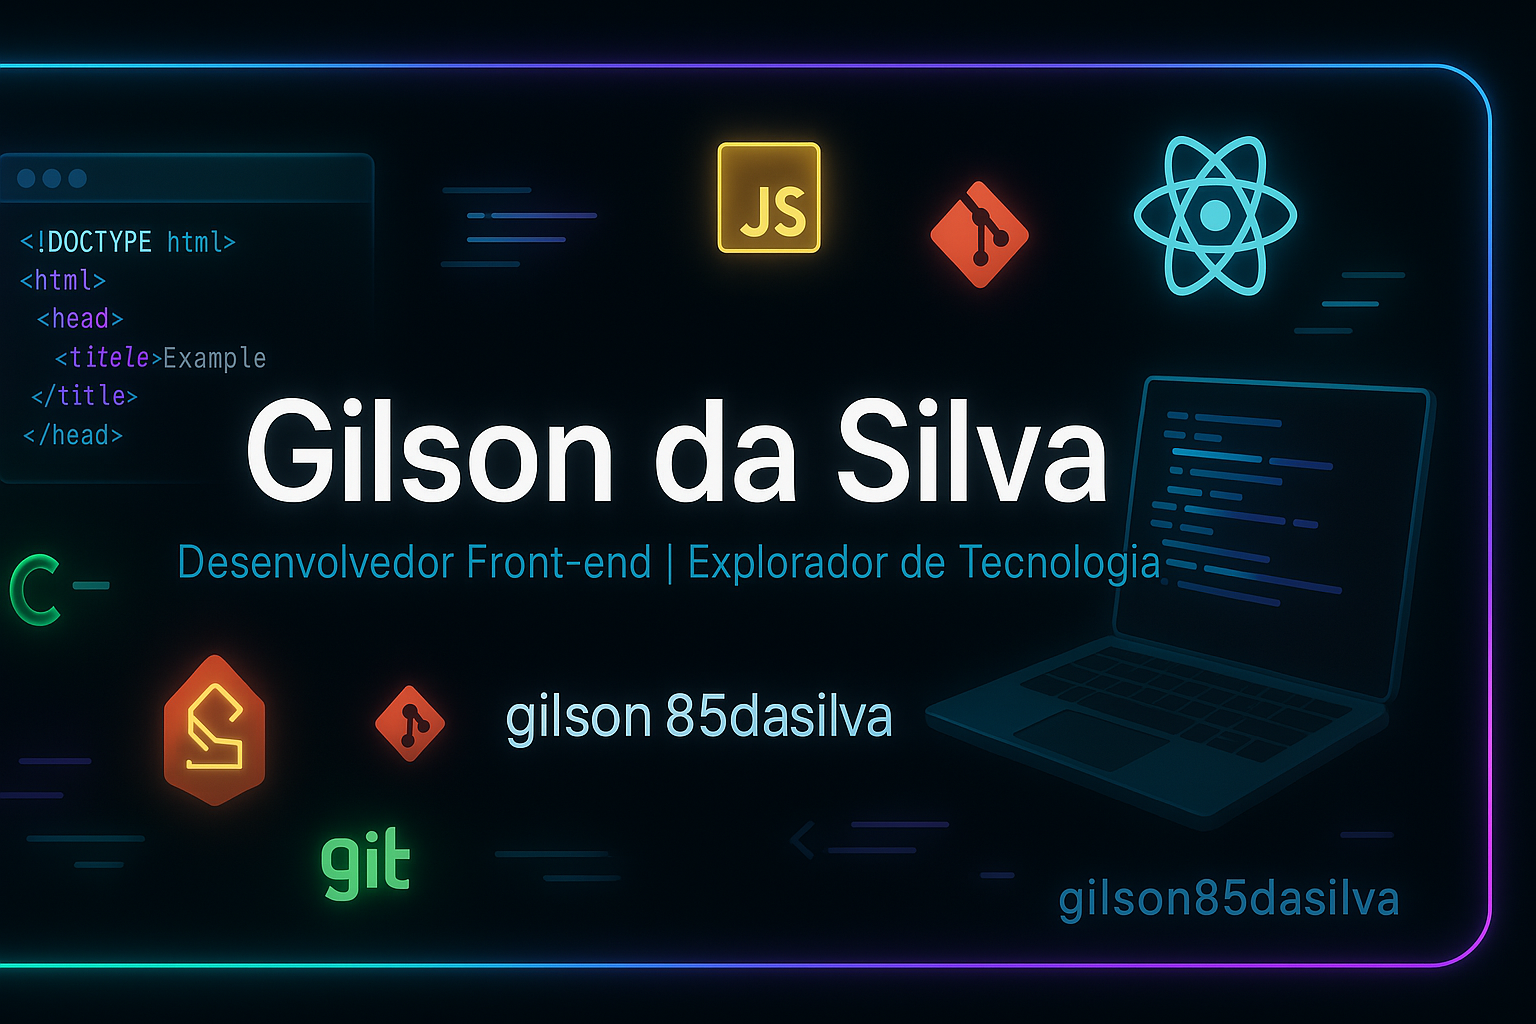 JS
<!DOCTYPE html>
<html>
<head>
<titele>Example
</title>
</head>
Gilson da Silva
Desenvolvedor Front-end | Explorador de Tecnologia
C-
gilson 85dasilva
git
gilson85dasilva